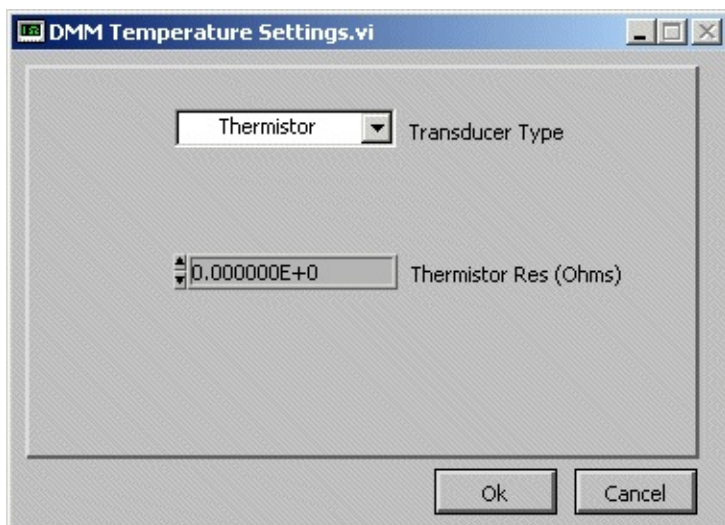 DMM Temperature Settings.vi
Thermistor Transducer Type
0.000000E+0 Thermistor Res (Ohms)
Ok Cancel